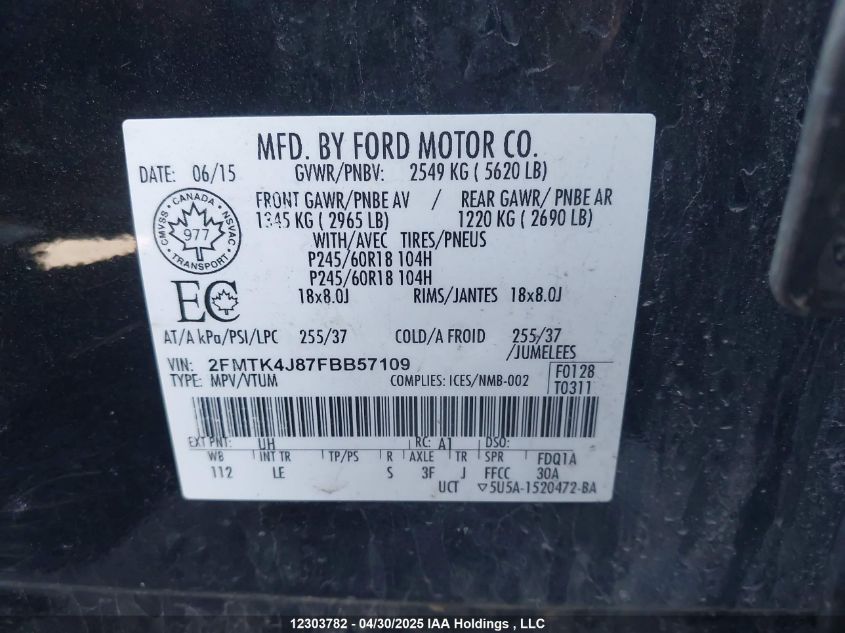 MFD. BY FORD MOTOR CO.
DATE: 06/15 GVWR/PNBV: 2549 KG ( 5620 LB)
FRONT GAWR/PNBE AV / REAR GAWR/ PNBE AR
1345 KG ( 2965 LB) 1220 KG ( 2690 LB)
WITH/AVEC TIRES/PNEUS
P245/60R18 104H
P245/60R18 104H
18x8.0J RIMS/JANTES 18x8.0J
CMVSS • CANADA • NSVAC
977
TRANSPORT
EC
AT/A kPa/PSI/LPC 255/37 COLD/A FROID 255/37
/JUMELEES
VIN: 2FMTK4J87FBB57109
TYPE: MPV/VTUM COMPLIES: ICES/NMB-002
F0128
T0311
EXT PNT: UH RC: A1 DSO:
WB INT TR TP/PS R AXLE TR SPR FDQ1A
112 LE S 3F J FFCC 30A
UCT ▽5U5A-1520472-BA
12303782 - 04/30/2025 IAA Holdings , LLC